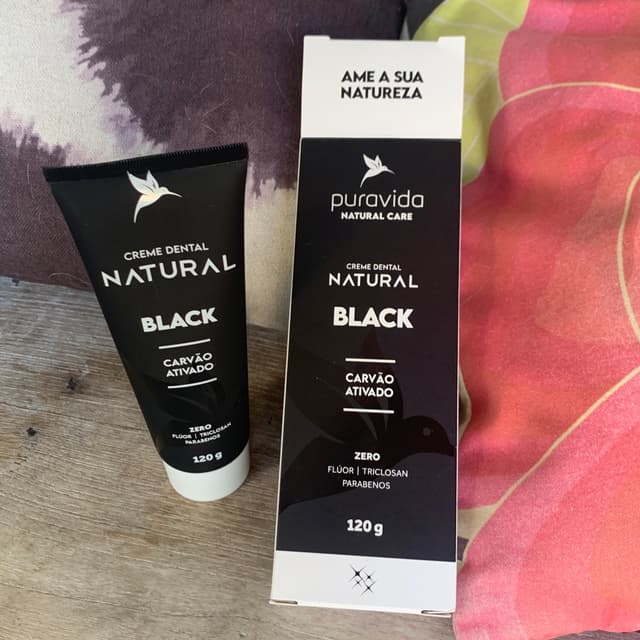 CREME DENTAL
NATURAL
BLACK
CARVÃO
ATIVADO
ZERO
FLÚOR | TRICLOSAN
PARABENOS
120 g
AME A SUA
NATUREZA
puravida
NATURAL CARE
CREME DENTAL
NATURAL
BLACK
CARVÃO
ATIVADO
ZERO
FLÚOR | TRICLOSAN
PARABENOS
120 g